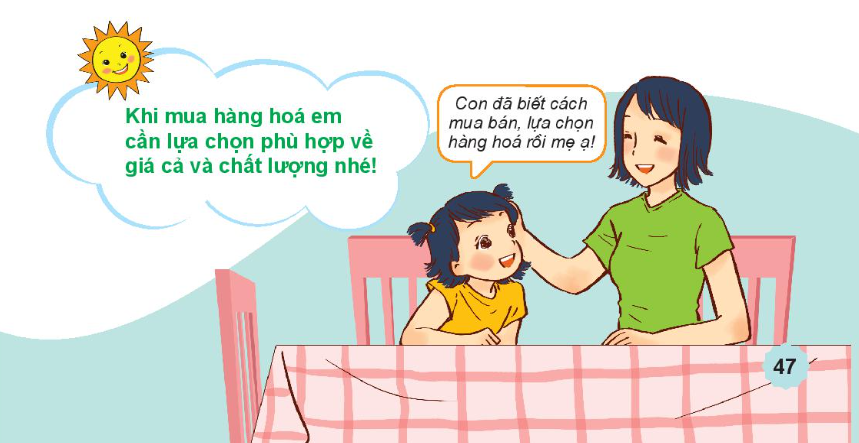 Khi mua hàng hoá em
cần lựa chọn phù hợp về
giá cả và chất lượng nhé!
Con đã biết cách
mua bán, lựa chọn
hàng hoá rồi mẹ ạ!
47